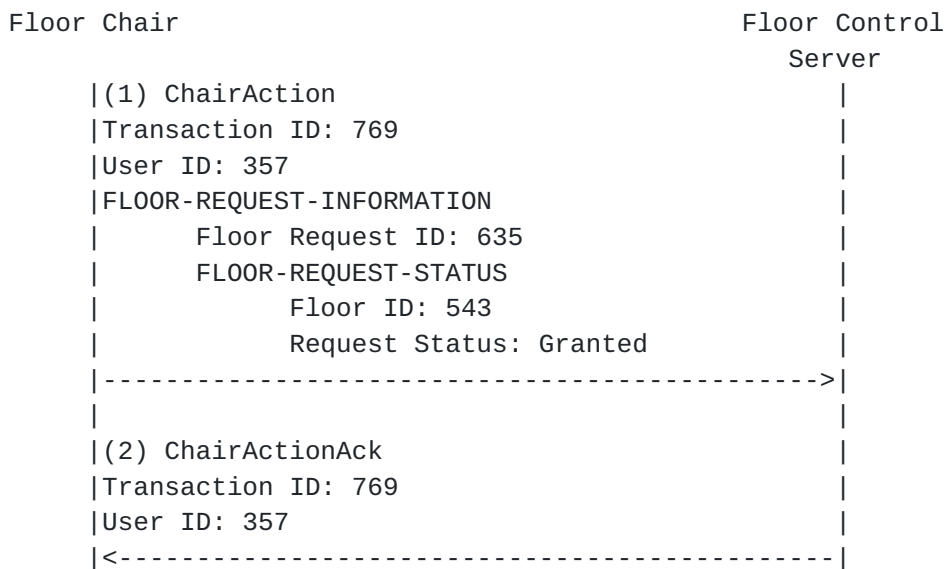 Floor Chair                                    Floor Control
                                                  Server
     |(1) ChairAction                                |
     |Transaction ID: 769                            |
     |User ID: 357                                   |
     |FLOOR-REQUEST-INFORMATION                      |
     |      Floor Request ID: 635                    |
     |      FLOOR-REQUEST-STATUS                     |
     |            Floor ID: 543                      |
     |            Request Status: Granted            |
     |---------------------------------------------->|
     |                                               |
     |(2) ChairActionAck                             |
     |Transaction ID: 769                            |
     |User ID: 357                                   |
     |<----------------------------------------------|